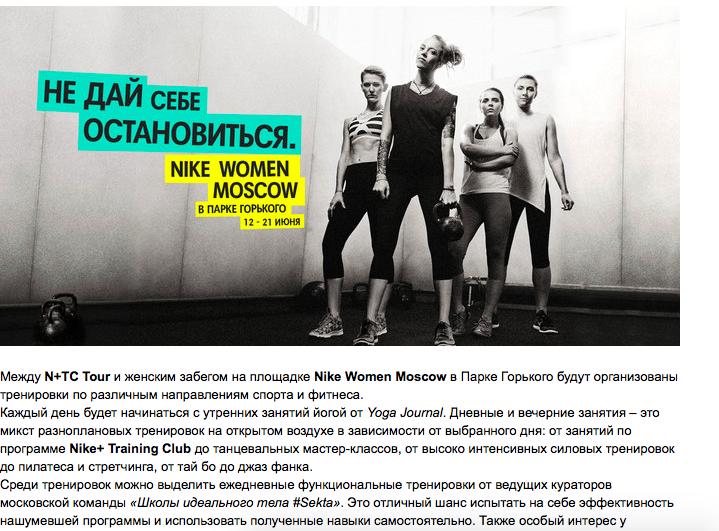 НЕ ДАЙ СЕБЕ
ОСТАНОВИТЬСЯ.
NIKE WOMEN
MOSCOW
В ПАРКЕ ГОРЬКОГО
12 - 21 ИЮНЯ
Между N+TC Tour и женским забегом на площадке Nike Women Moscow в Парке Горького будут организованы
тренировки по различным направлениям спорта и фитнеса.
Каждый день будет начинаться с утренних занятий йогой от Yoga Journal. Дневные и вечерние занятия – это
микст разноплановых тренировок на открытом воздухе в зависимости от выбранного дня: от занятий по
программе Nike+ Training Club до танцевальных мастер-классов, от высоко интенсивных силовых тренировок
до пилатеса и стретчинга, от тай бо до джаз фанка.
Среди тренировок можно выделить ежедневные функциональные тренировки от ведущих кураторов
московской команды «Школы идеального тела #Sekta». Это отличный шанс испытать на себе эффективность
нашумевшей программы и использовать полученные навыки самостоятельно. Также особый интерес у